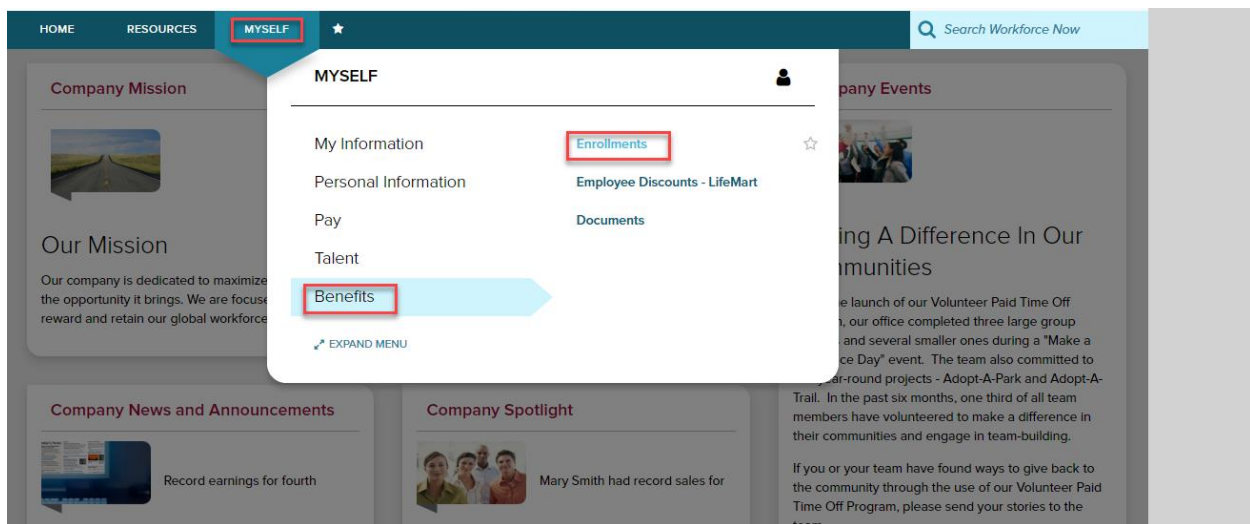 HOME RESOURCES MYSELF Search Workforce Now
MYSELF
My Information
Personal Information
Pay
Talent
Benefits
EXPAND MENU
Enrollments
Employee Discounts - LifeMart
Documents
Company Mission
Our Mission
Our company is dedicated to maximize
the opportunity it brings. We are
reward and retain our global workforce
Events
A Difference In Our
launch of our Volunteer Paid Time Off
our office completed three large group
and several smaller ones during a "Make a
Day" event. The team also committed to
projects - Adopt-A-Park and Adopt-A-
Trail. In the past six months, one third of all team
members have volunteered to make a difference in
their communities and engage in team-building.
If you or your team have found ways to give back to
the community through the use of our Volunteer Paid
Time Off Program, please send your stories to the
Company News and Announcements
Record earnings for fourth
Company Spotlight
Mary Smith had record sales for